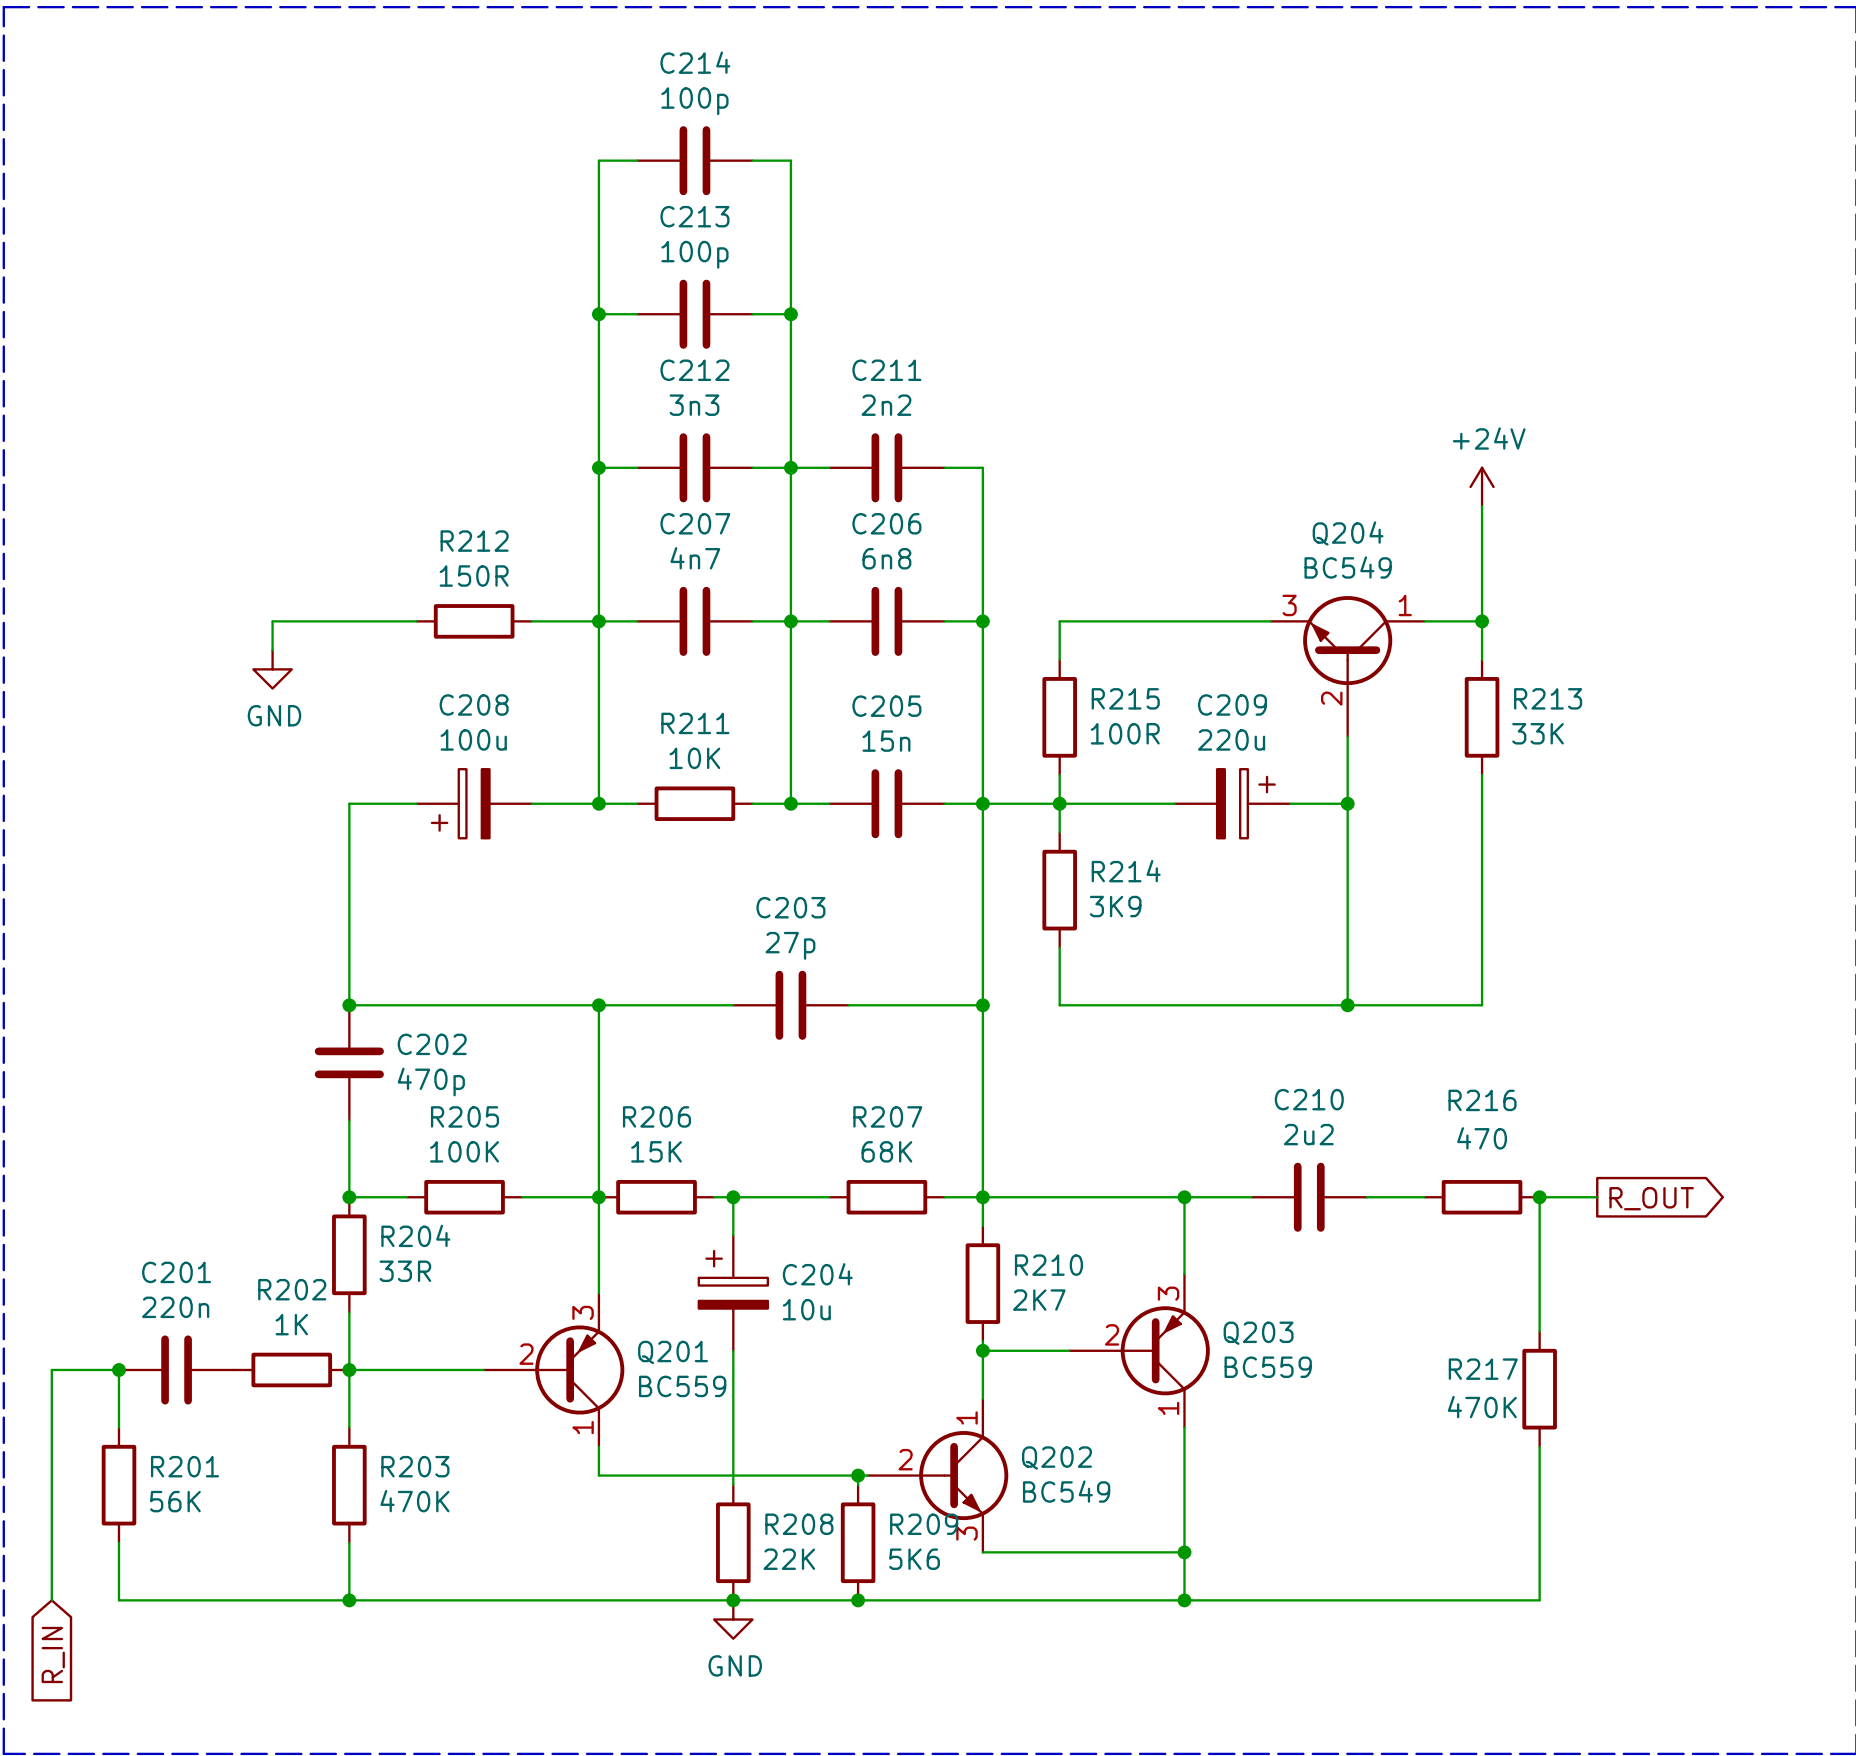 C214
100p
C213
100p
C212
3n3
C211
2n2
+24V
C207
4n7
C206
6n8
Q204
BC549
R212
150R
3
1
GND
2
C208
100u
+
R211
10K
C205
15n
R215
100R
C209
220u
+
R213
33K
R214
3K9
C203
27p
C202
470p
R205
100K
R206
15K
R207
68K
C210
2u2
R216
470
R_OUT
R204
33R
C201
220n
R202
1K
+
C204
10u
R210
2K7
3
2
1
Q201
BC559
3
2
1
Q203
BC559
R217
470K
R201
56K
R203
470K
1
2
3
Q202
BC549
R208
22K
R209
5K6
R_IN
GND